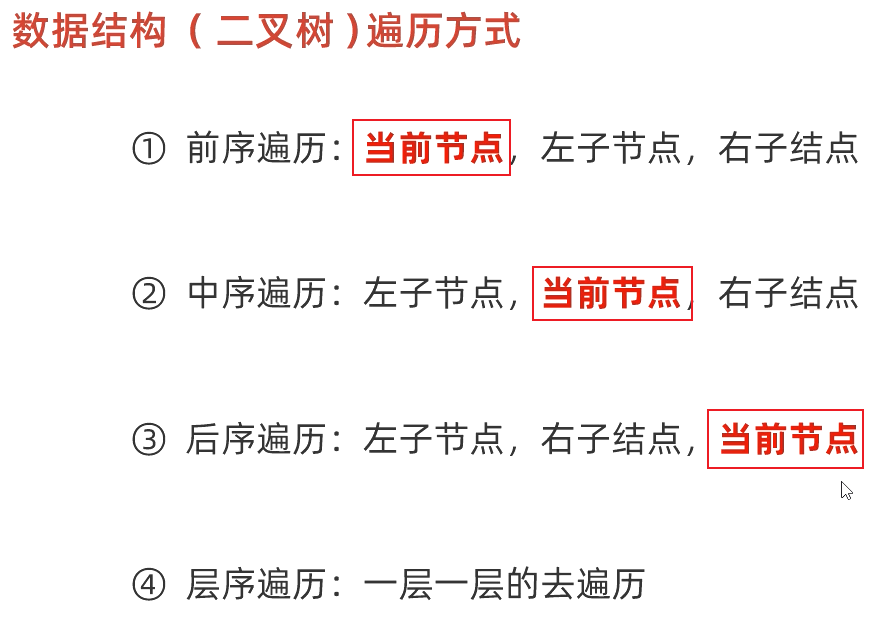 数据结构（二叉树)遍历方式
① 前序遍历：当前节点，左子节点，右子结点
② 中序遍历：左子节点，当前节点，右子结点
③ 后序遍历：左子节点，右子结点，当前节点
④ 层序遍历：一层一层的去遍历